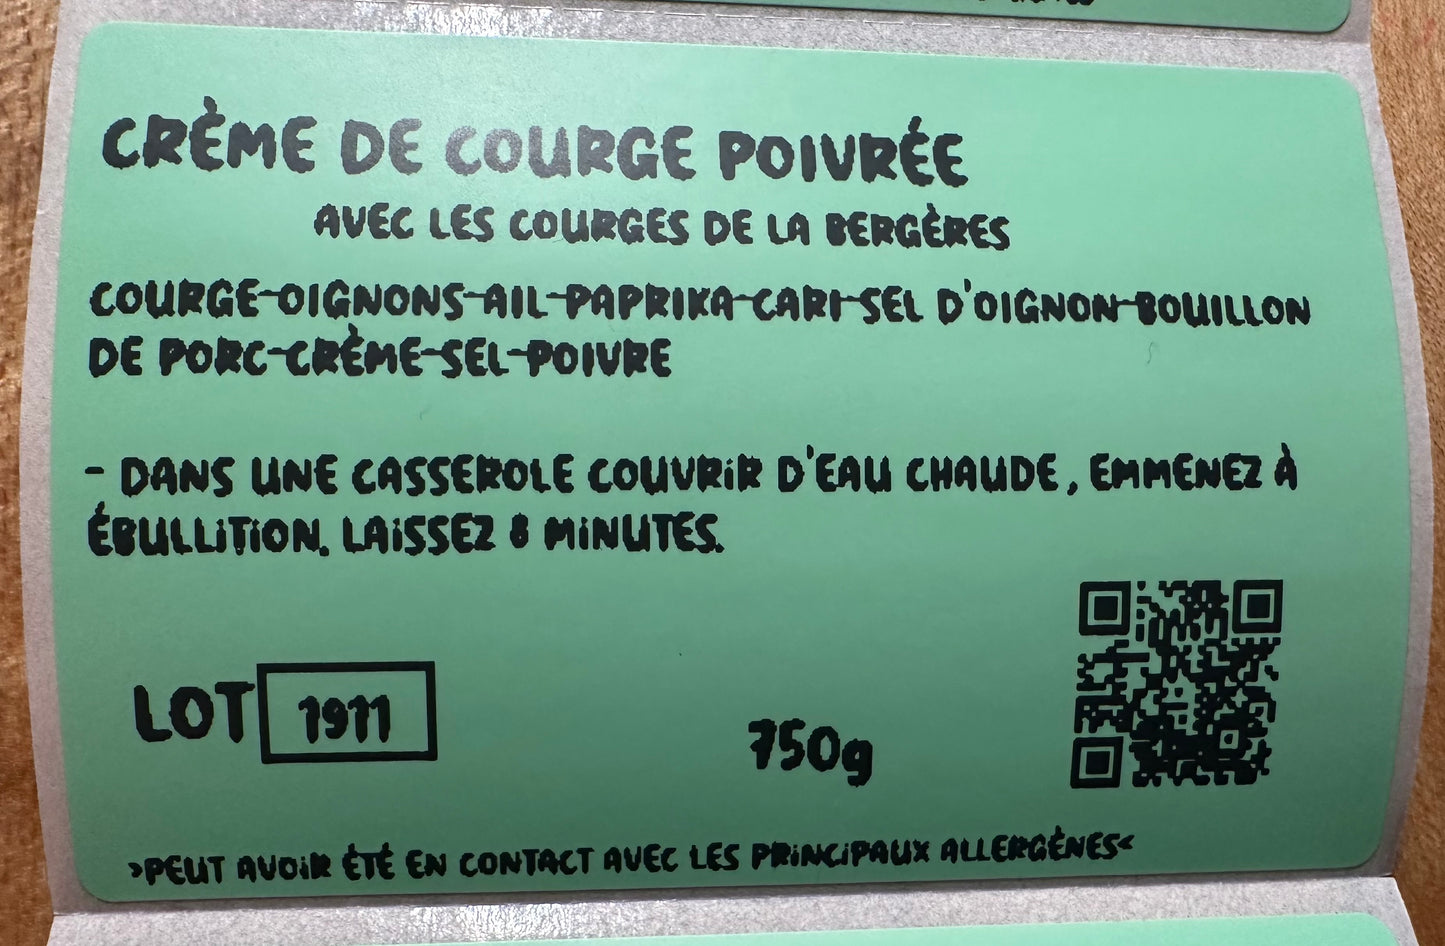 CRÈME DE COURGE POIVRÉE
AVEC LES COURGES DE LA BERGÈRES
COURGE-OIGNONS-AIL-PAPRIKA-CARI-SEL D'OIGNON-BOUILLON
DE PORC-CRÈME-SEL-POIVRE
- DANS UNE CASSEROLE COUVRiR D'EAU CHAUDE, EMMENEZ À
ÉBULLiTiON. LAiSSEZ 8 MiNUTES.
LOT 1911
750g
>PEUT AVOiR ÉTÉ EN CONTACT AVEC LES PRiNCiPAUX ALLERGÈNES<